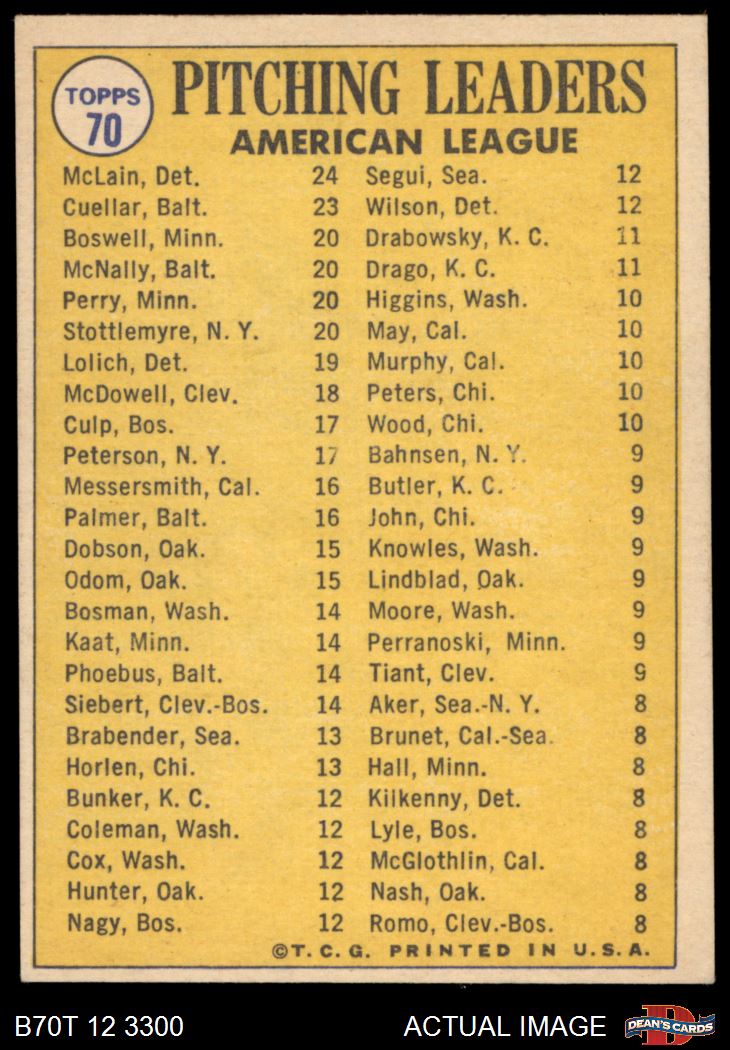 TOPPS
70
PITCHING LEADERS
AMERICAN LEAGUE
McLain, Det. 24
Cuellar, Balt. 23
Boswell, Minn. 20
McNally, Balt. 20
Perry, Minn. 20
Stottlemyre, N. Y. 20
Lolich, Det. 19
McDowell, Clev. 18
Culp, Bos. 17
Peterson, N. Y. 17
Messersmith, Cal. 16
Palmer, Balt. 16
Dobson, Oak. 15
Odom, Oak. 15
Bosman, Wash. 14
Kaat, Minn. 14
Phoebus, Balt. 14
Siebert, Clev.-Bos. 14
Brabender, Sea. 13
Horlen, Chi. 13
Bunker, K. C. 12
Coleman, Wash. 12
Cox, Wash. 12
Hunter, Oak. 12
Nagy, Bos. 12
Segui, Sea. 12
Wilson, Det. 12
Drabowsky, K. C. 11
Drago, K. C. 11
Higgins, Wash. 10
May, Cal. 10
Murphy, Cal. 10
Peters, Chi. 10
Wood, Chi. 10
Bahnsen, N. Y. 9
Butler, K. C. 9
John, Chi. 9
Knowles, Wash. 9
Lindblad, Oak. 9
Moore, Wash. 9
Perranoski, Minn. 9
Tiant, Clev. 9
Aker, Sea.-N. Y. 8
Brunet, Cal.-Sea. 8
Hall, Minn. 8
Kilkenny, Det. 8
Lyle, Bos. 8
McGlothlin, Cal. 8
Nash, Oak. 8
Romo, Clev.-Bos. 8
©T. C. G. PRINTED IN U. S. A.
B70T 12 3300 ACTUAL IMAGE
D
DEAN'S CARDS